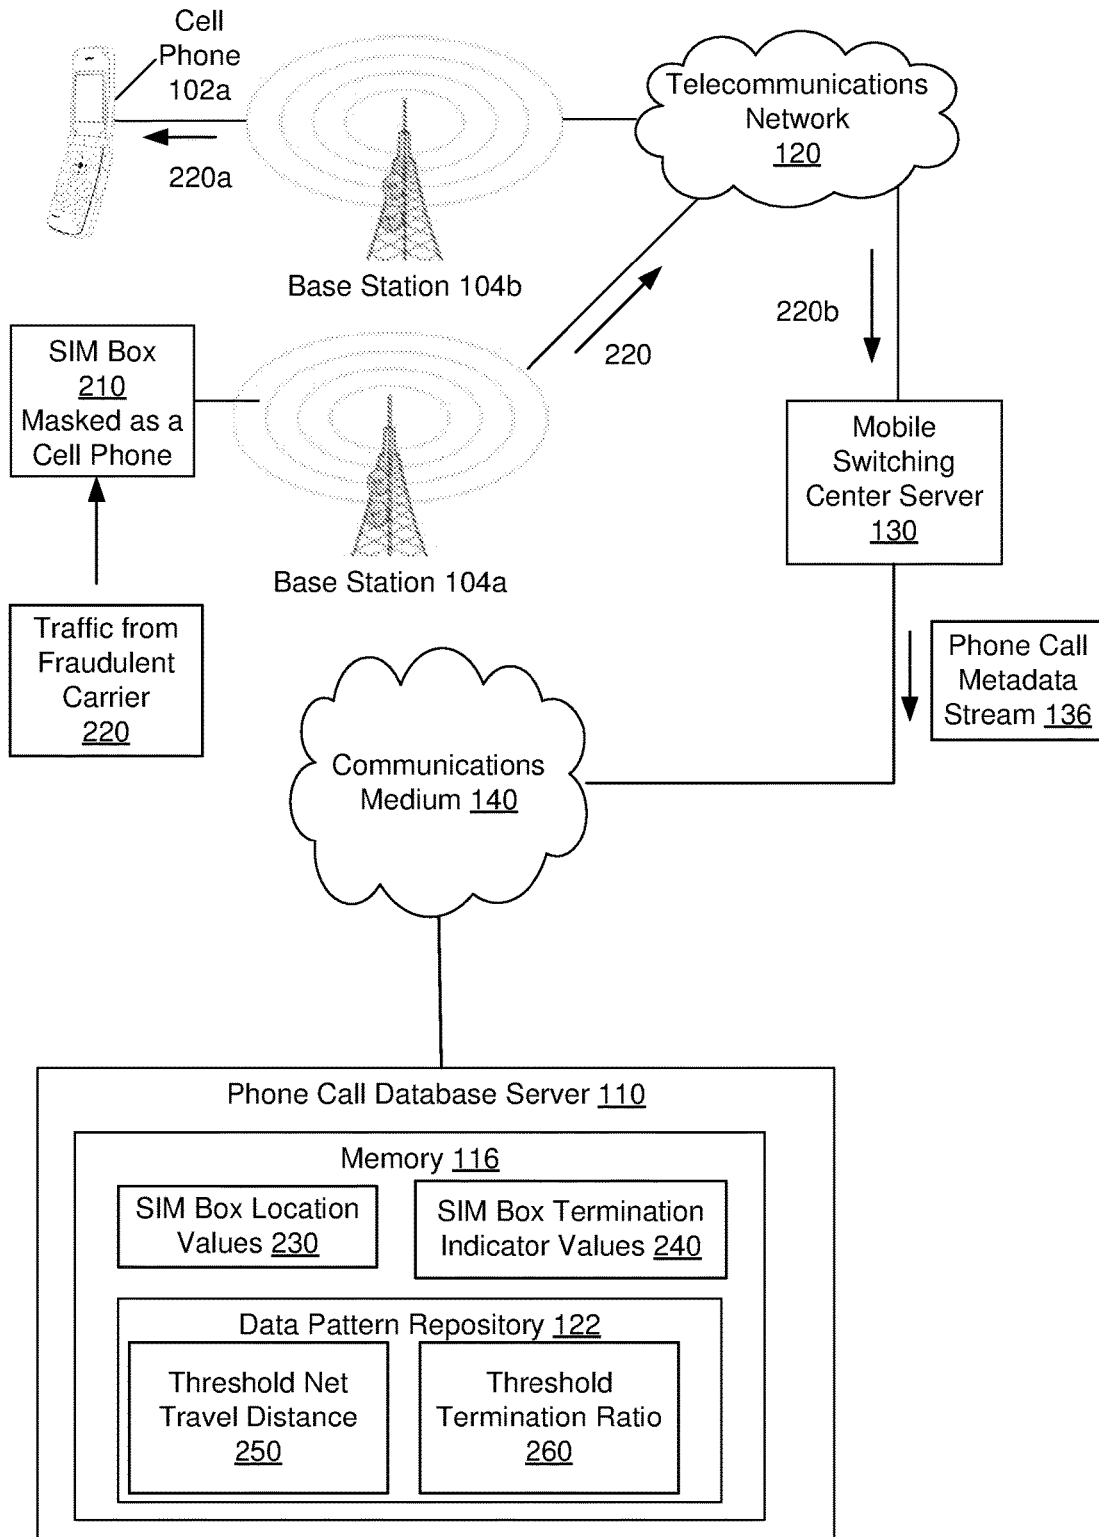 Cell
Phone
102a
220a
Base Station 104b
Telecommunications
Network
120
SIM Box
210
Masked as a
Cell Phone
220
220b
Base Station 104a
Mobile
Switching
Center Server
130
Traffic from
Fraudulent
Carrier
220
Phone Call
Metadata
Stream 136
Communications
Medium 140
Phone Call Database Server 110
Memory 116
SIM Box Location
Values 230
SIM Box Termination
Indicator Values 240
Data Pattern Repository 122
Threshold Net
Travel Distance
250
Threshold
Termination Ratio
260